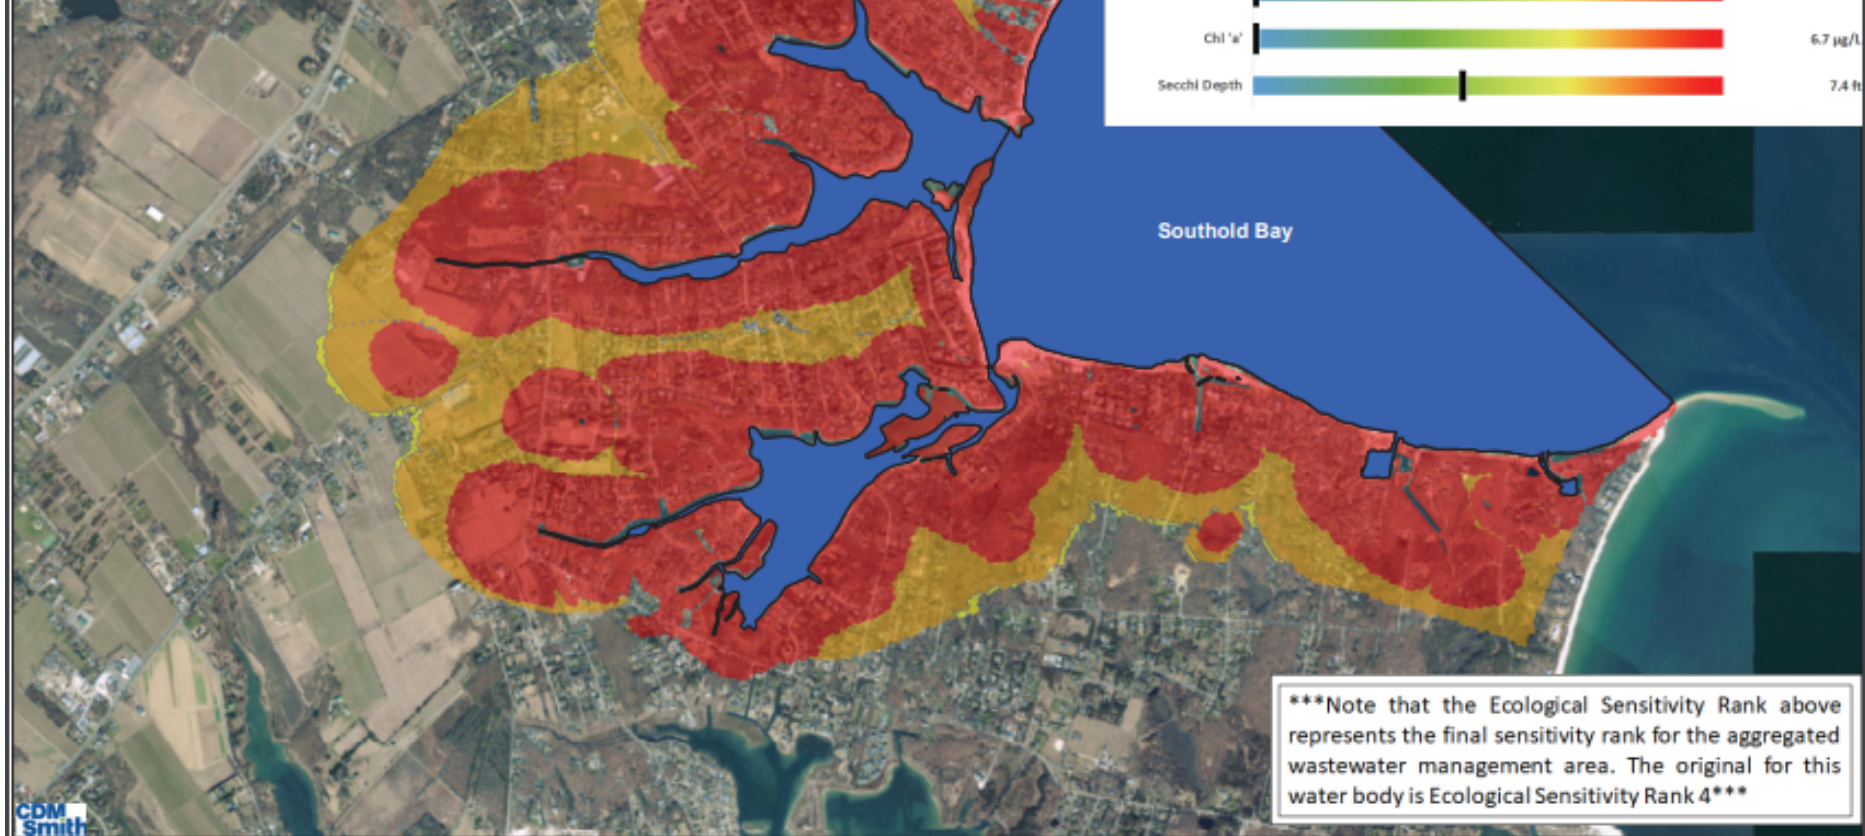 Chl 'a'
6.7 µg/L
Secchi Depth
7.4 ft
Southold Bay
***Note that the Ecological Sensitivity Rank above
represents the final sensitivity rank for the aggregated
wastewater management area. The original for this
water body is Ecological Sensitivity Rank 4***
CDM
Smith